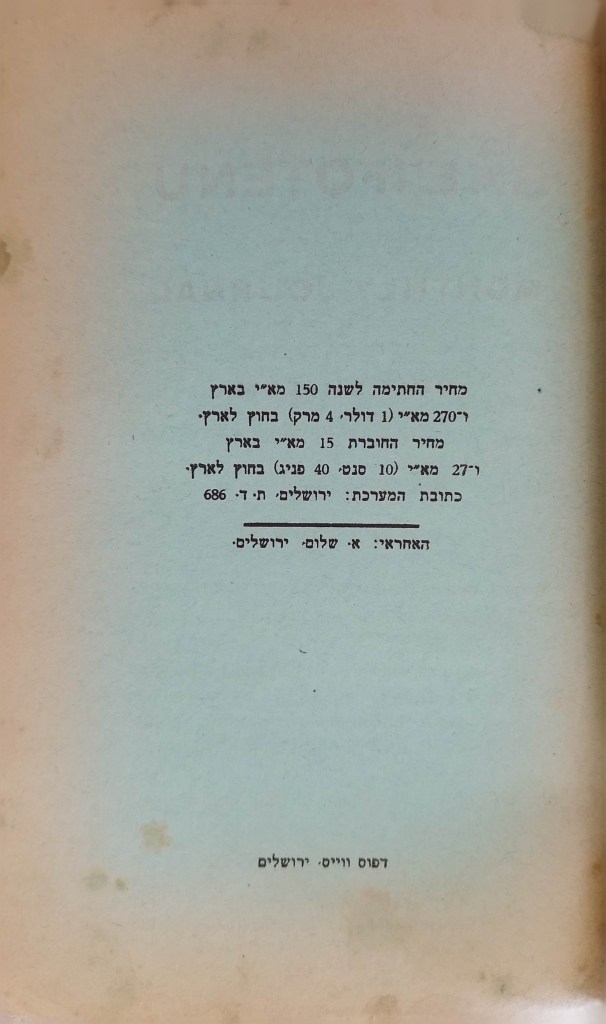 מחיר החתימה לשנה 150 מא״י בארץ
ו־270 מא״י (1 דולר, 4 מרק) בחוץ לארץ.
מחיר החוברת 15 מא״י בארץ
ו־27 מא״י (10 סנט, 40 פניג) בחוץ לארץ.
כתובת המערכת: ירושלים, ת. ד. 686
האחראי: א. שלום, ירושלים.
דפוס ווייס, ירושלים